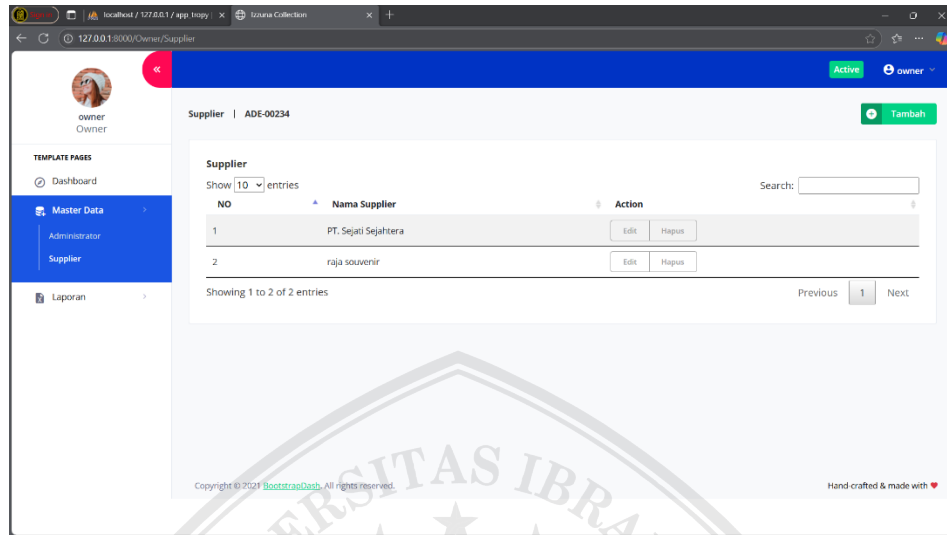 localhost / 127.0.0.1 / app_tropy
Izzuna Collection
127.0.0.1:8000/Owner/Supplier
Active
owner
owner
Owner
Supplier | ADE-00234
Tambah
TEMPLATE PAGES
Dashboard
Master Data
Administrator
Supplier
Laporan
Supplier
Show 10 entries
Search:
NO Nama Supplier Action
1 PT. Sejati Sejahtera Edit Hapus
2 raja souvenir Edit Hapus
Showing 1 to 2 of 2 entries
Previous 1 Next
Copyright © 2021 BootstrapDash. All rights reserved.
Hand-crafted & made with
ERSITAS IBRA